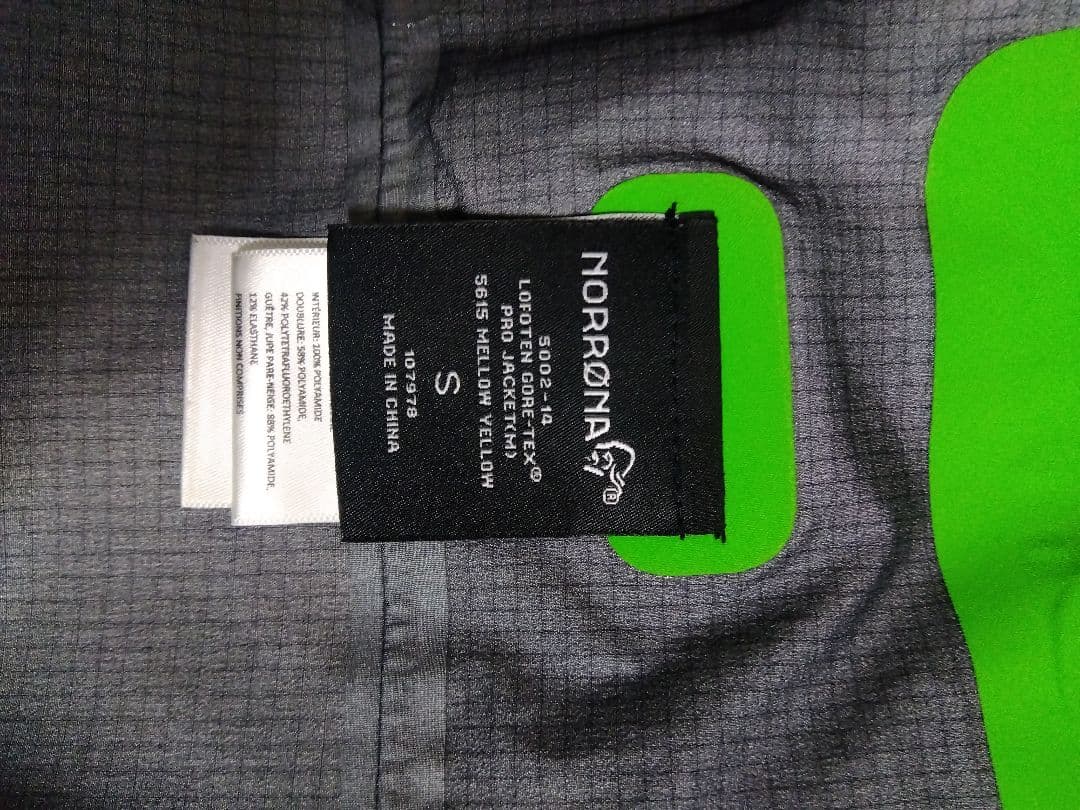 NORRØNA®
5002-14
LOFOTEN GORE-TEX®
PRO JACKET(M)
5615 MELLOW YELLOW
S
107978
MADE IN CHINA
INTÉRIEUR: 100% POLYAMIDE
DOUBLURE: 58% POLYAMIDE,
42% POLYTETRAFLUOROETHYLENE
GUÊTRE, JUPE PARE-NEIGE: 88% POLYAMIDE,
12% ELASTHANE
FINITIONS NON COMPRISES